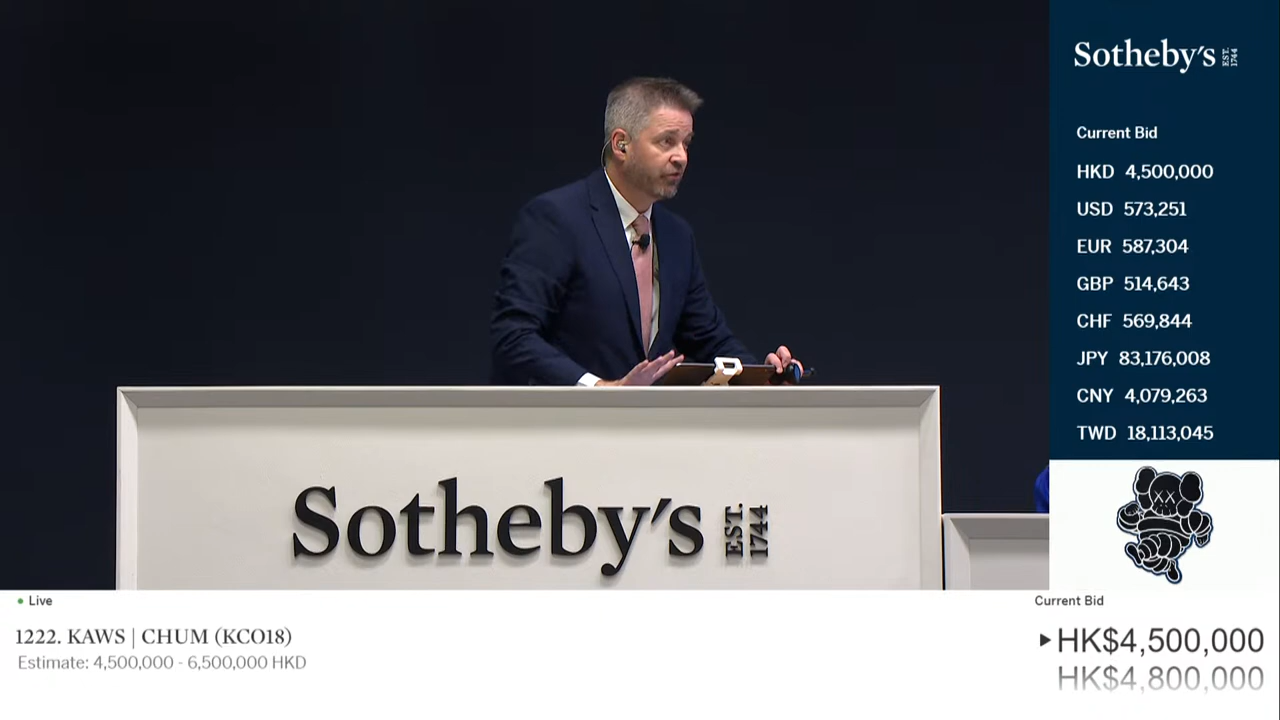 Sotheby's EST. 1744
Current Bid
HKD 4,500,000
USD 573,251
EUR 587,304
GBP 514,643
CHF 569,844
JPY 83,176,008
CNY 4,079,263
TWD 18,113,045
Sotheby's EST. 1744
Live
1222. KAWS | CHUM (KCO18)
Estimate: 4,500,000 - 6,500,000 HKD
Current Bid
HK$4,500,000
HK$4,800,000